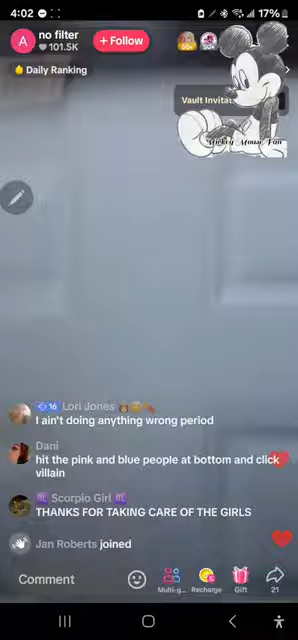 4:02
17%
A
no filter
101.5K
+ Follow
50+
50+
Daily Ranking
Vault Invitat
Mickey Mouse Fan
16 Lori Jones
I ain't doing anything wrong period
Dani
hit the pink and blue people at bottom and click
villain
Scorpio Girl
THANKS FOR TAKING CARE OF THE GIRLS
Jan Roberts joined
Comment
Multi-g...
Recharge
Gift
21